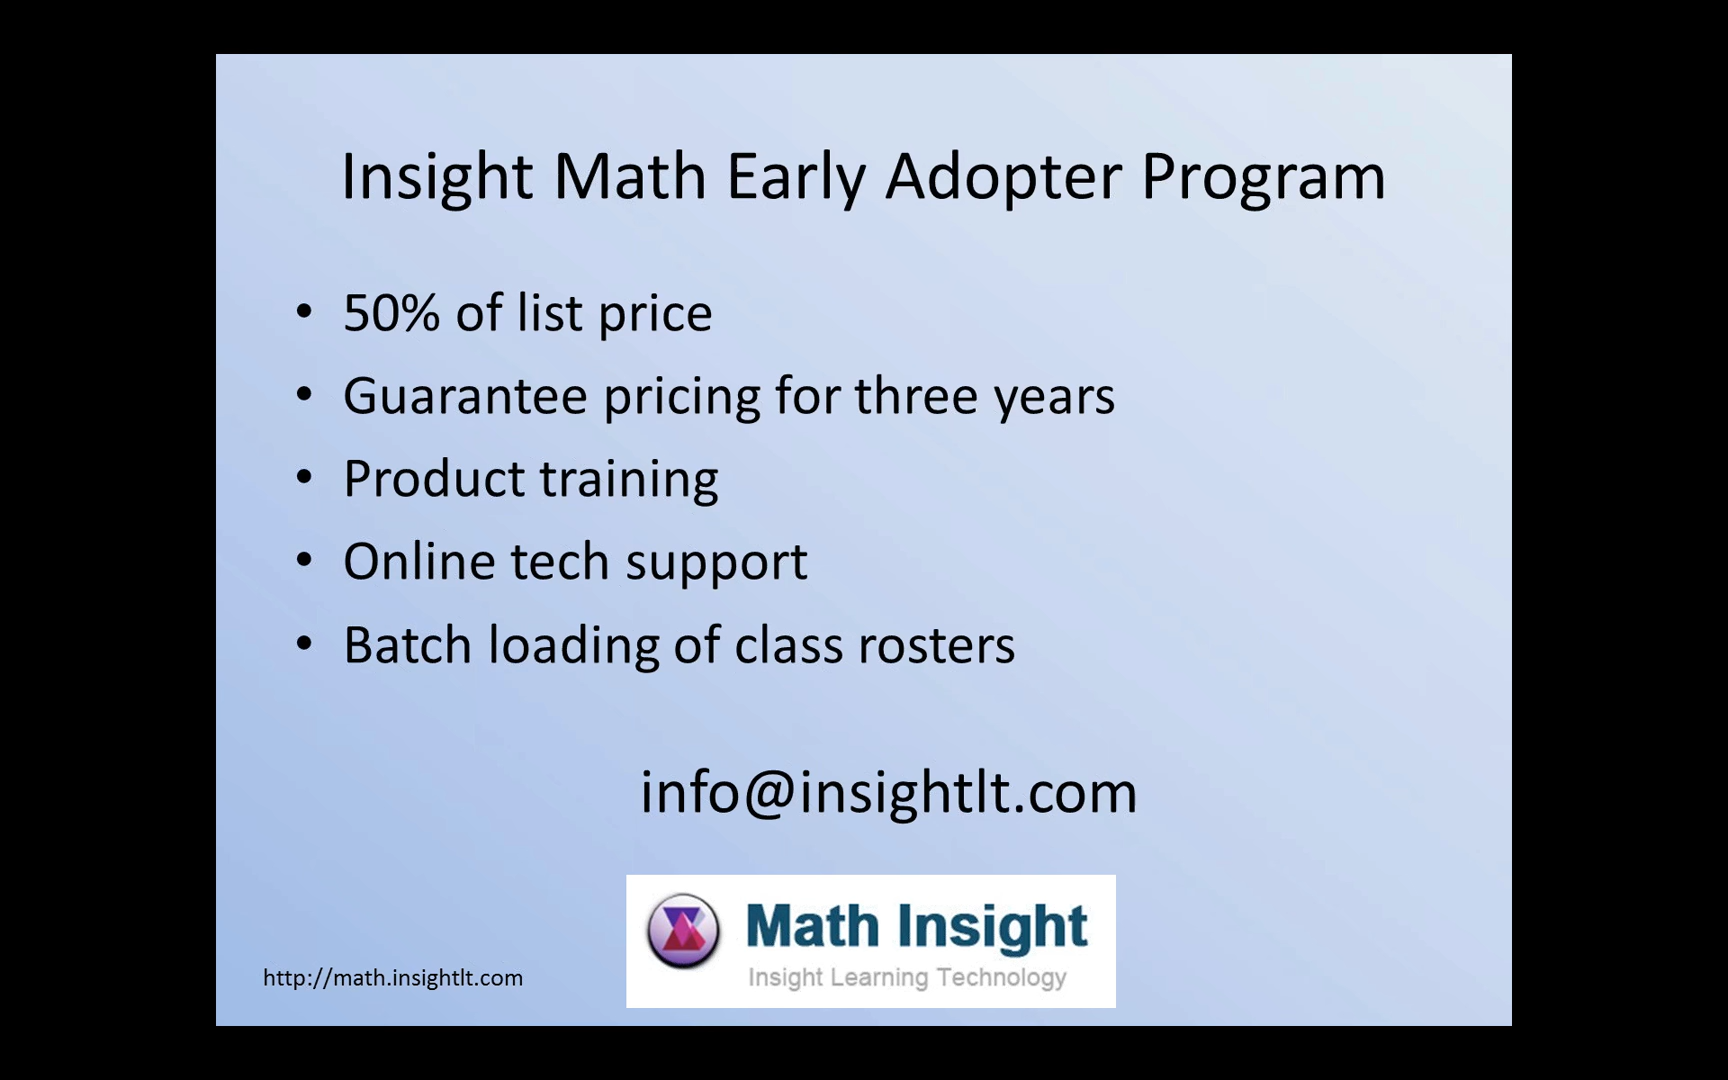 Insight Math Early Adopter Program
• 50% of list price
• Guarantee pricing for three years
• Product training
• Online tech support
• Batch loading of class rosters
info@insightlt.com
Math Insight
Insight Learning Technology
http://math.insightlt.com